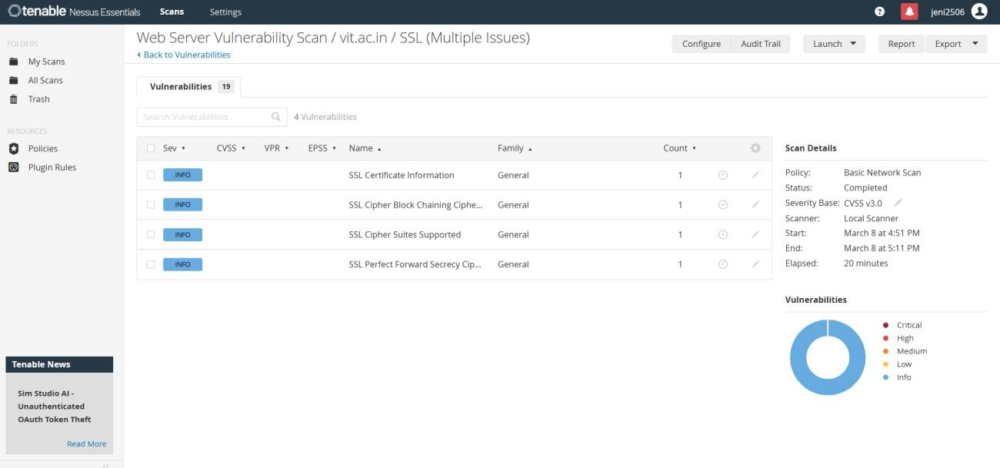 tenable Nessus Essentials Scans Settings jeni2506
FOLDERS
My Scans
All Scans
Trash
RESOURCES
Policies
Plugin Rules
Tenable News
Sim Studio AI -
Unauthenticated
OAuth Token Theft
Read More
Web Server Vulnerability Scan / vit.ac.in / SSL (Multiple Issues)
Back to Vulnerabilities
Configure Audit Trail Launch Report Export
Vulnerabilities 19
Search Vulnerabilities 4 Vulnerabilities
Sev CVSS VPR EPSS Name Family Count
INFO SSL Certificate Information General 1
INFO SSL Cipher Block Chaining Ciphe... General 1
INFO SSL Cipher Suites Supported General 1
INFO SSL Perfect Forward Secrecy Cip... General 1
Scan Details
Policy: Basic Network Scan
Status: Completed
Severity Base: CVSS v3.0
Scanner: Local Scanner
Start: March 8 at 4:51 PM
End: March 8 at 5:11 PM
Elapsed: 20 minutes
Vulnerabilities
Critical
High
Medium
Low
Info